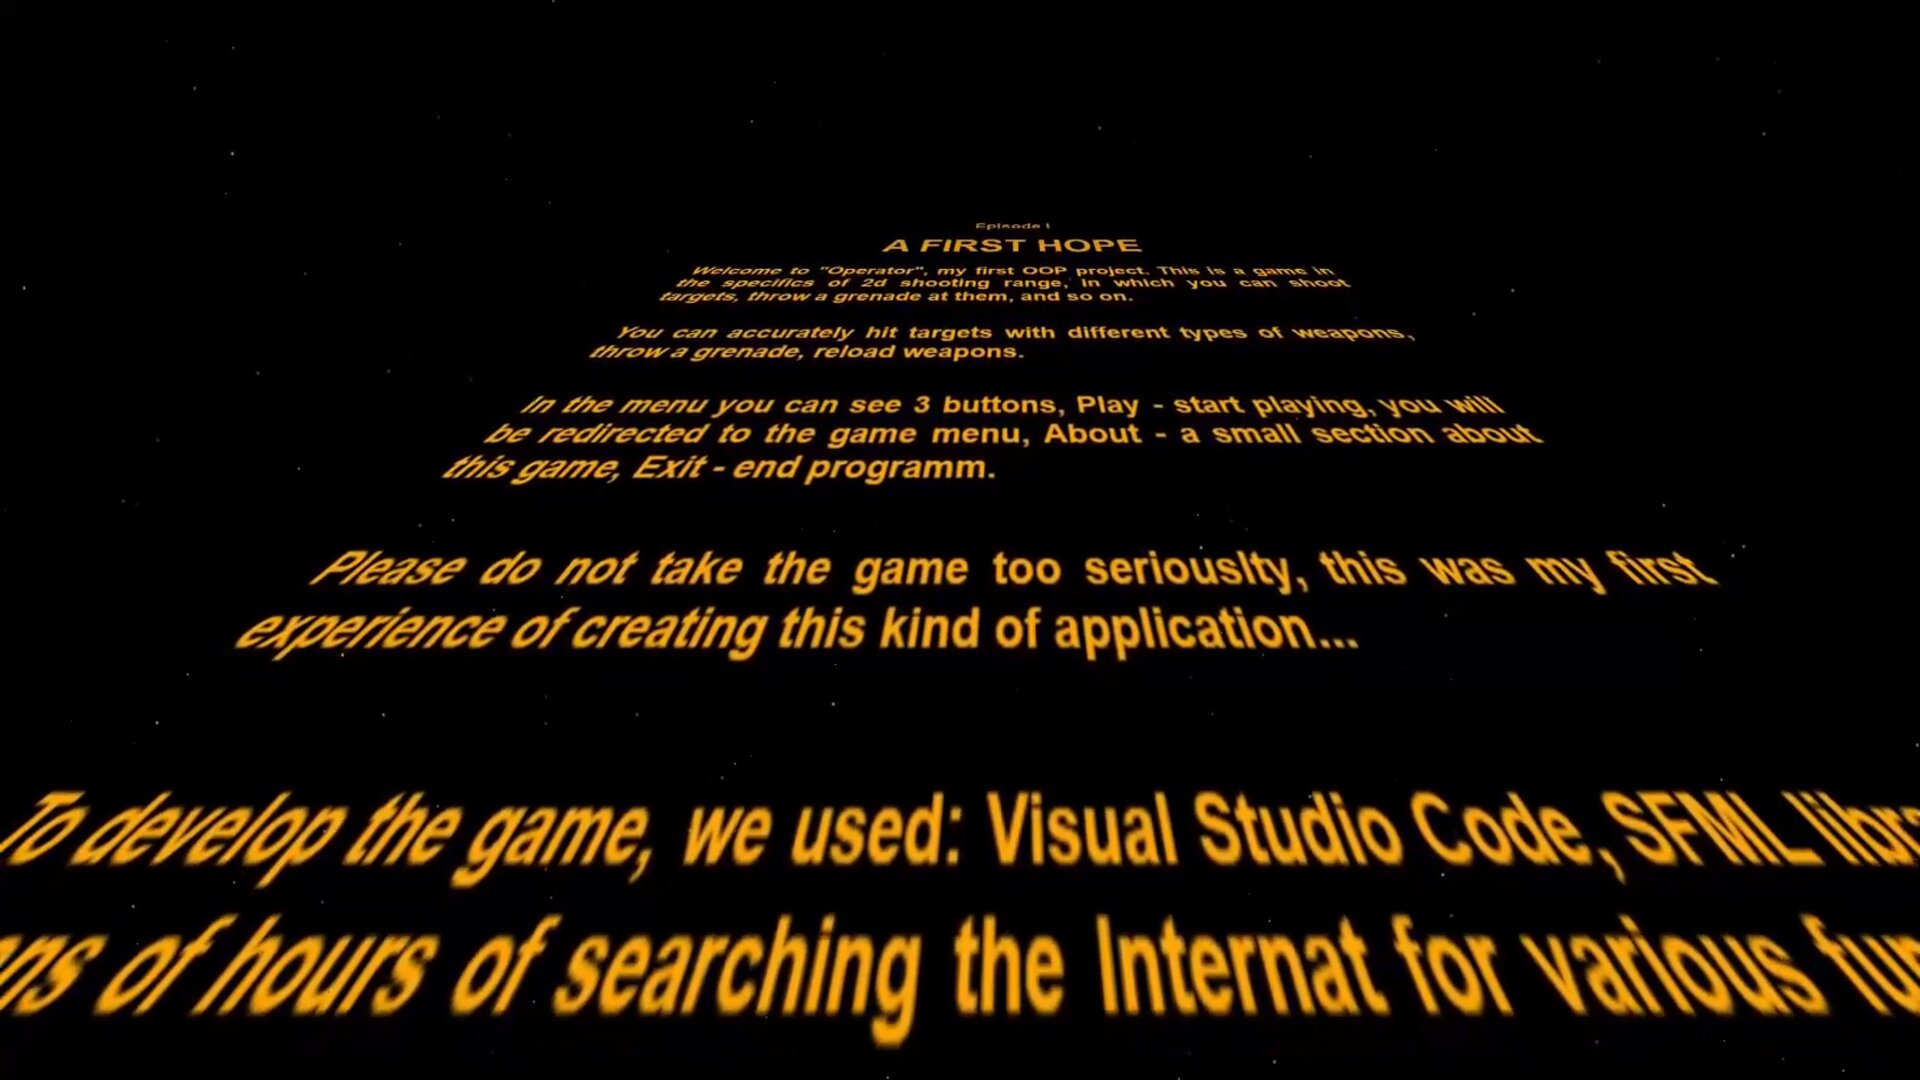 Episode I
A FIRST HOPE
Welcome to "Operator", my first OOP project. This is a game in
the specifics of 2d shooting range, in which you can shoot
targets, throw a grenade at them, and so on.
You can accurately hit targets with different types of weapons,
throw a grenade, reload weapons.
In the menu you can see 3 buttons, Play - start playing, you will
be redirected to the game menu, About - a small section about
this game, Exit - end programm.
Please do not take the game too seriouslty, this was my first
experience of creating this kind of application...
To develop the game, we used: Visual Studio Code, SFML
of hours of searching the Internat for various